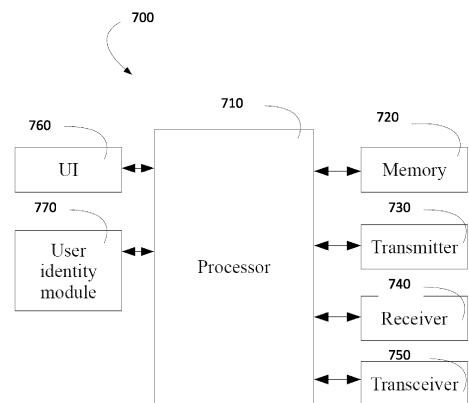 700
710
760
720
UI
Memory
770
730
User
identity
module
Transmitter
Processor
740
Receiver
750
Transceiver